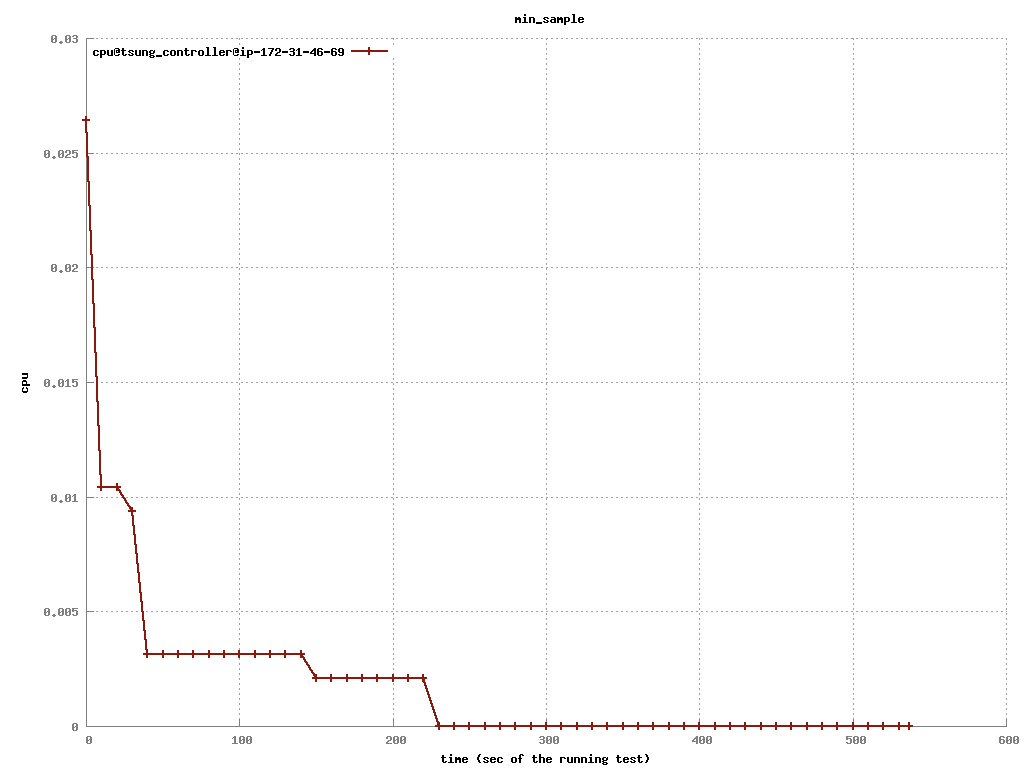 min_sample
cpu@tsung_controller@ip-172-31-46-69
0.03
0.025
0.02
0.015
0.01
0.005
0
cpu
0 100 200 300 400 500 600
time (sec of the running test)